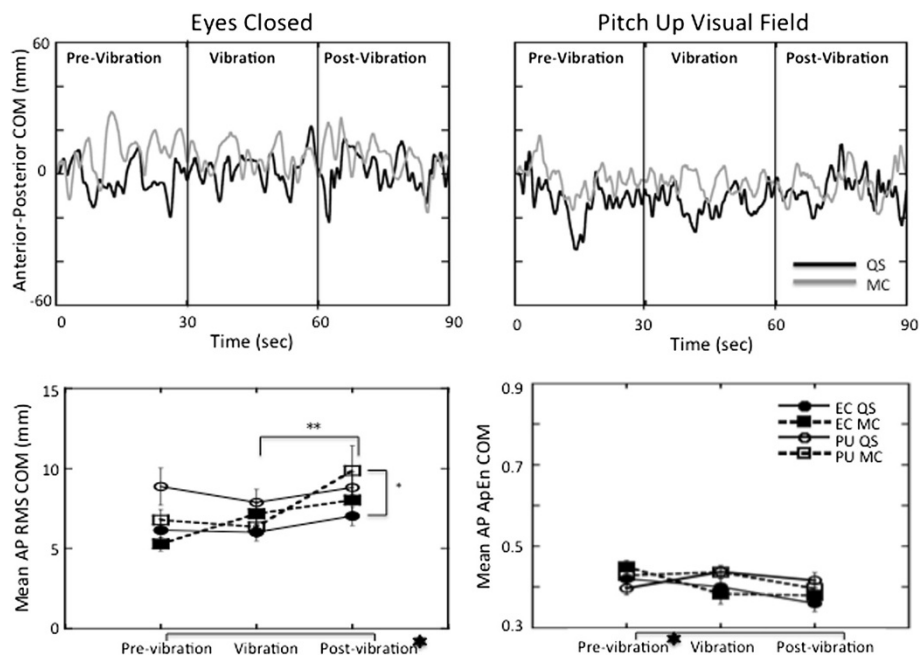 Eyes Closed
Pitch Up Visual Field
60
Pre-Vibration
Vibration
Post-Vibration
Pre-Vibration
Vibration
Post-Vibration
Anterior-Posterior COM (mm)
0
-60
QS
MC
0
30
60
90
0
30
60
90
Time (sec)
Time (sec)
15
10
5
0
Mean AP RMS COM (mm)
**
*
Pre-vibration
Vibration
Post-vibration
0.9
0.7
0.5
0.3
Mean AP ApEn COM
EC QS
EC MC
PU QS
PU MC
Pre-vibration
Vibration
Post-vibration